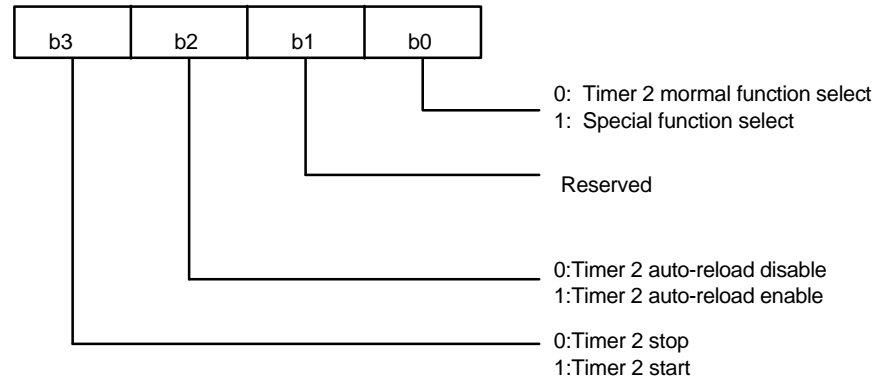 b3 b2 b1 b0
0: Timer 2 mormal function select
1: Special function select
Reserved
0:Timer 2 auto-reload disable
1:Timer 2 auto-reload enable
0:Timer 2 stop
1:Timer 2 start